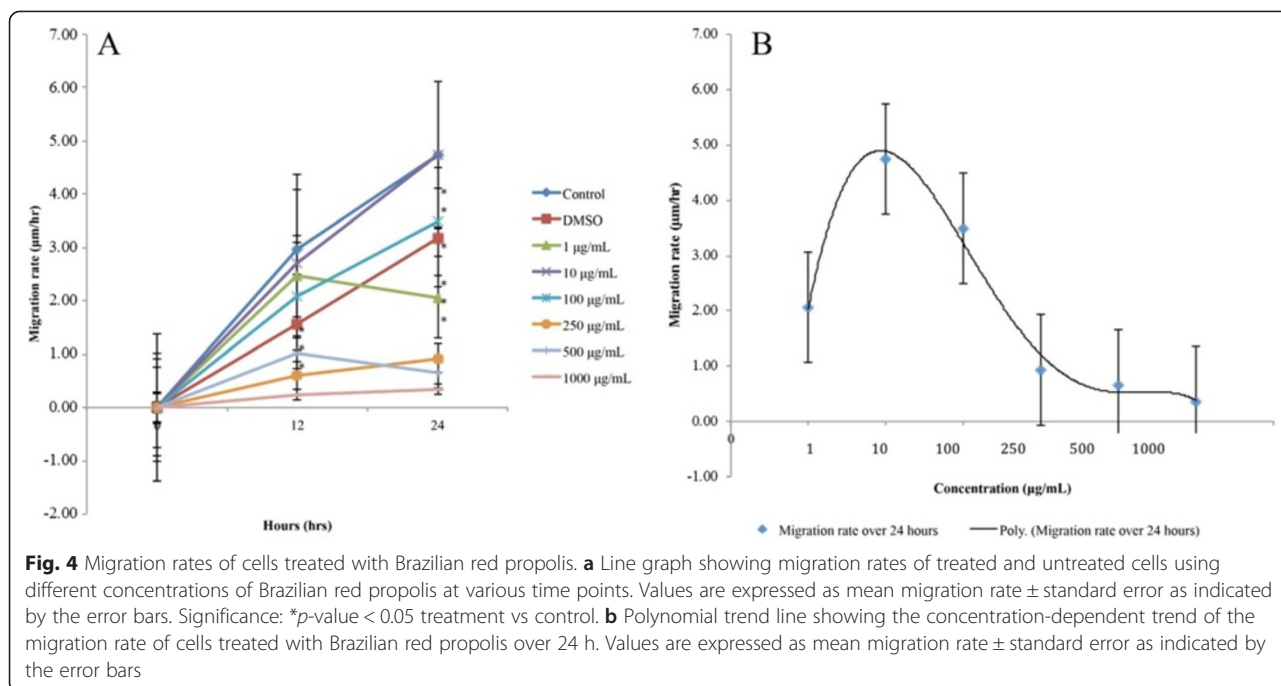 A
7.00
6.00
5.00
4.00
3.00
2.00
1.00
0.00
-1.00
-2.00
Migration rate (µm/hr)
0
12
24
Hours (hrs)
*
*
*
*
*
*
*
*
*
Control
DMSO
1 µg/mL
10 µg/mL
100 µg/mL
250 µg/mL
500 µg/mL
1000 µg/mL
B
7.00
6.00
5.00
4.00
3.00
2.00
1.00
0.00
-1.00
Migration rate (µm/hr)
0
1 10 100 250 500 1000
Concentration (µg/mL)
Migration rate over 24 hours Poly. (Migration rate over 24 hours)
Fig. 4 Migration rates of cells treated with Brazilian red propolis. a Line graph showing migration rates of treated and untreated cells using
different concentrations of Brazilian red propolis at various time points. Values are expressed as mean migration rate ± standard error as indicated
by the error bars. Significance: *p-value < 0.05 treatment vs control. b Polynomial trend line showing the concentration-dependent trend of the
migration rate of cells treated with Brazilian red propolis over 24 h. Values are expressed as mean migration rate ± standard error as indicated by
the error bars